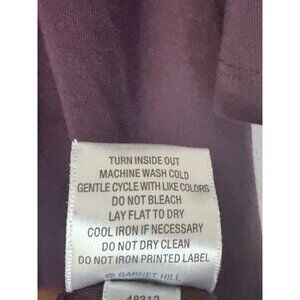 TURN INSIDE OUT
MACHINE WASH COLD
GENTLE CYCLE WITH LIKE COLORS
DO NOT BLEACH
LAY FLAT TO DRY
COOL IRON IF NECESSARY
DO NOT DRY CLEAN
DO NOT IRON PRINTED LABEL
© GARNET HILL
48312